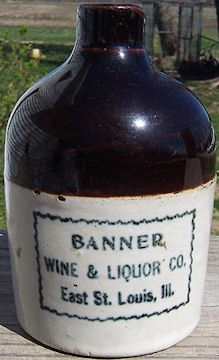 BANNER
WINE & LIQUOR CO.
East St. Louis, Ill.